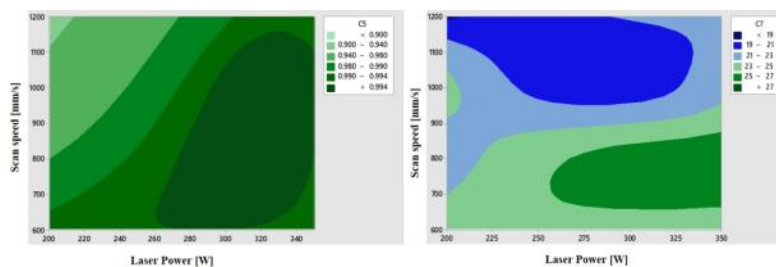 C5
< 0.900
0.900 – 0.940
0.940 – 0.980
0.980 – 0.990
0.990 – 0.994
> 0.994
Scan speed [mm/s]
1200
1100
1000
900
800
700
600
200
220
240
260
280
300
320
340
Laser Power [W]
C7
< 19
19 – 21
21 – 23
23 – 25
25 – 27
> 27
Scan speed [mm/s]
1200
1100
1000
900
800
700
600
200
225
250
275
300
325
350
Laser Power [W]